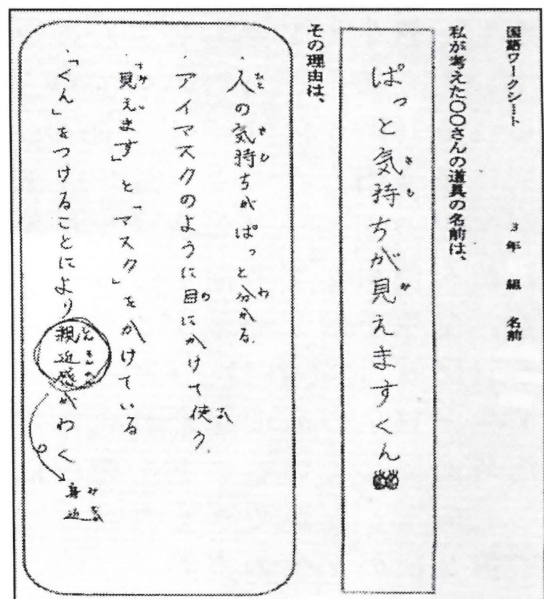 国語ワークシート　3年　組　名前
私が考えた〇〇さんの道具の名前は、
ぱっと気持ちが見えますくん
その理由は、
・人の気持ちがぱっと分かる。
・アイマスクのように目にかけて使う。
・「見えます」と「マスク」をかけている
・「くん」をつけることにより親近感がわく
身近